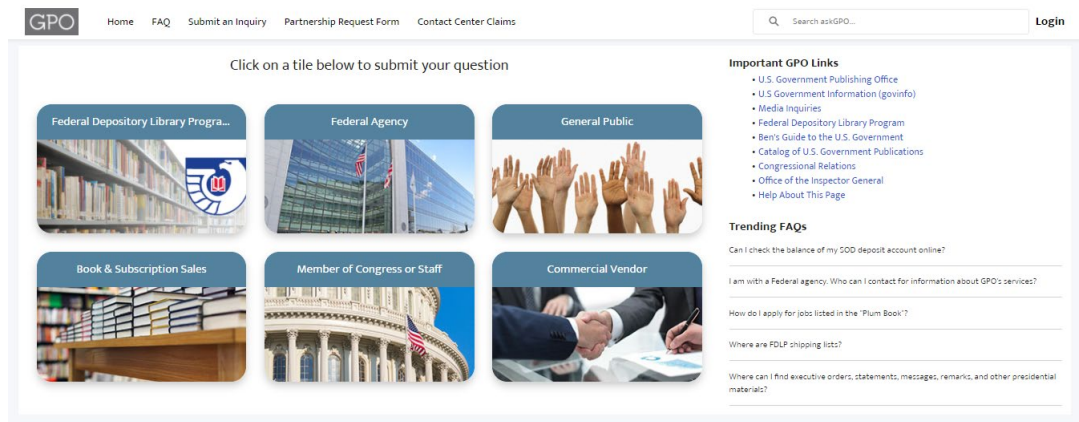 GPO
Home FAQ Submit an Inquiry Partnership Request Form Contact Center Claims
Search askGPO...
Login
Click on a tile below to submit your question
Federal Depository Library Progra...
Federal Agency
General Public
Book & Subscription Sales
Member of Congress or Staff
Commercial Vendor
Important GPO Links
• U.S. Government Publishing Office
• U.S Government Information (govinfo)
• Media Inquiries
• Federal Depository Library Program
• Ben's Guide to the U.S. Government
• Catalog of U.S. Government Publications
• Congressional Relations
• Office of the Inspector General
• Help About This Page
Trending FAQs
Can I check the balance of my SOD deposit account online?
I am with a Federal agency. Who can I contact for information about GPO's services?
How do I apply for jobs listed in the "Plum Book"?
Where are FDLP shipping lists?
Where can I find executive orders, statements, messages, remarks, and other presidential
materials?